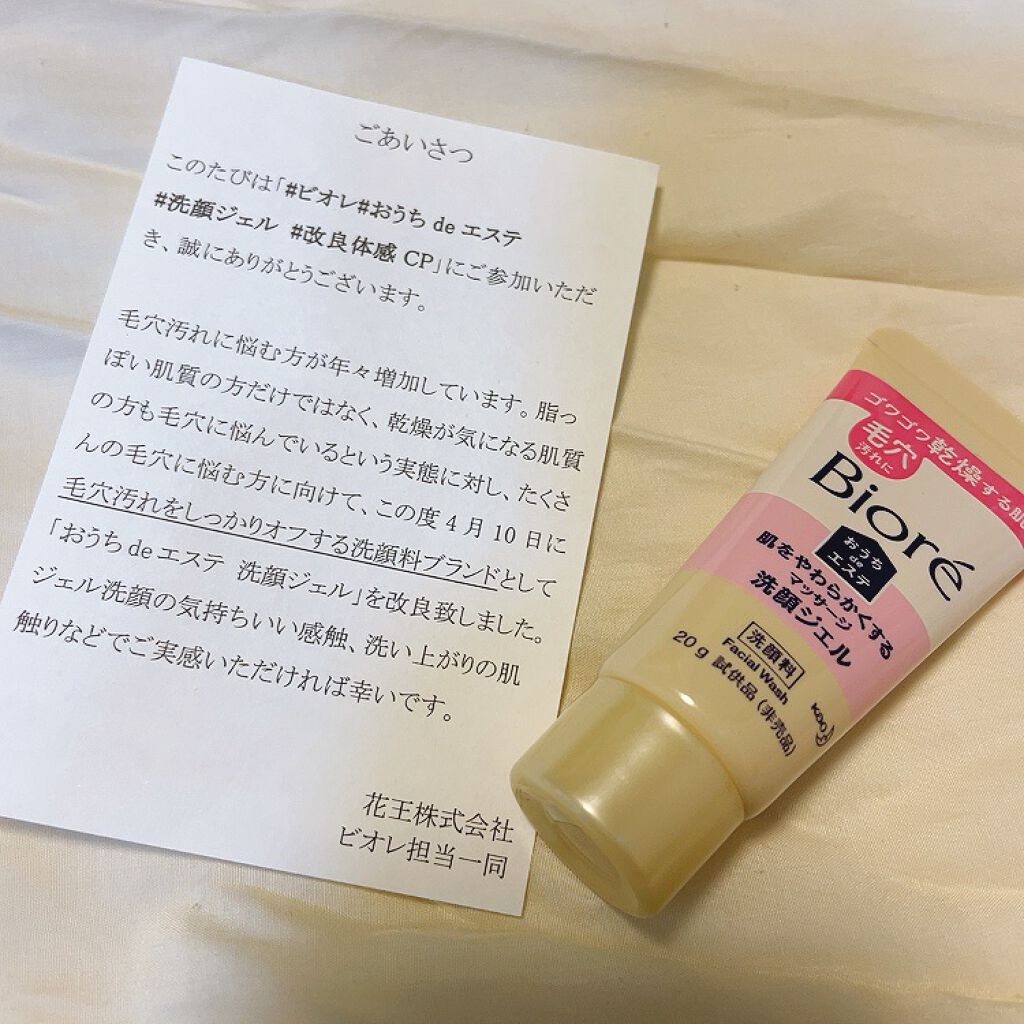 ごあいさつ
このたびは「#ビオレ#おうち de エステ
#洗顔ジェル #改良体感 CP」にご参加いただ
き、誠にありがとうございます。
毛穴汚れに悩む方が年々増加しています。脂っ
ぽい肌質の方だけではなく、乾燥が気になる肌質
の方も毛穴に悩んでいるという実態に対し、たくさ
んの毛穴に悩む方に向けて、この度 4 月 10 日に
毛穴汚れをしっかりオフする洗顔料ブランドとして
「おうち de エステ 洗顔ジェル」を改良致しました。
ジェル洗顔の気持ちいい感触、洗い上がりの肌
触りなどでご実感いただければ幸いです。
花王株式会社
ビオレ担当一同
ゴワゴワ乾燥する肌
毛穴
汚れに
Bioré
おうち
de
エステ
肌をやわらかくする
マッサージ
洗顔ジェル
洗顔料
Facial Wash
20g 試供品（非売品）
Kao